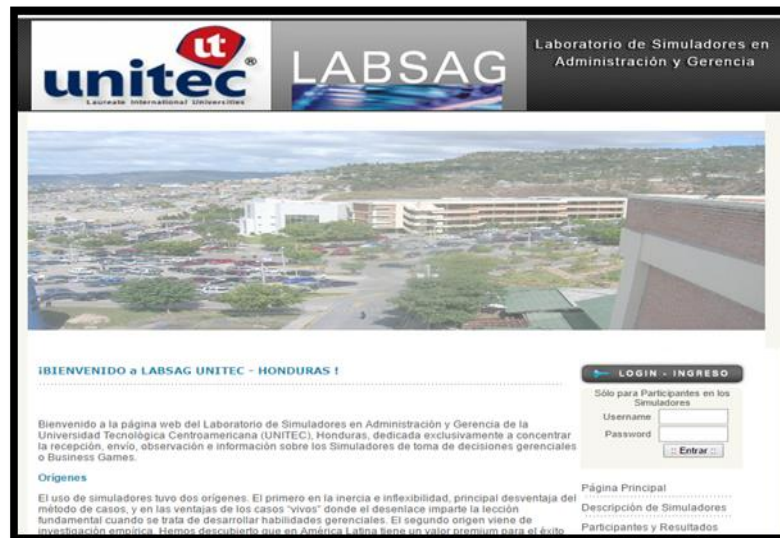 ut
unitec®
Laureate International Universities
LABSAG
Laboratorio de Simuladores en
Administración y Gerencia
¡BIENVENIDO a LABSAG UNITEC - HONDURAS !
Bienvenido a la página web del Laboratorio de Simuladores en Administración y Gerencia de la
Universidad Tecnológica Centroamericana (UNITEC), Honduras, dedicada exclusivamente a concentrar
la recepción, envío, observación e información sobre los Simuladores de toma de decisiones gerenciales
o Business Games.
Orígenes
El uso de simuladores tuvo dos orígenes. El primero en la inercia e inflexibilidad, principal desventaja del
método de casos, y en las ventajas de los casos "vivos" donde el desenlace imparte la lección
fundamental cuando se trata de desarrollar habilidades gerenciales. El segundo origen viene de
investigación empírica. Hemos descubierto que en América Latina tiene un valor premium para el éxito
LOGIN - INGRESO
Sólo para Participantes en los
Simuladores
Username
Password
:: Entrar ::
Página Principal
Descripción de Simuladores
Participantes y Resultados